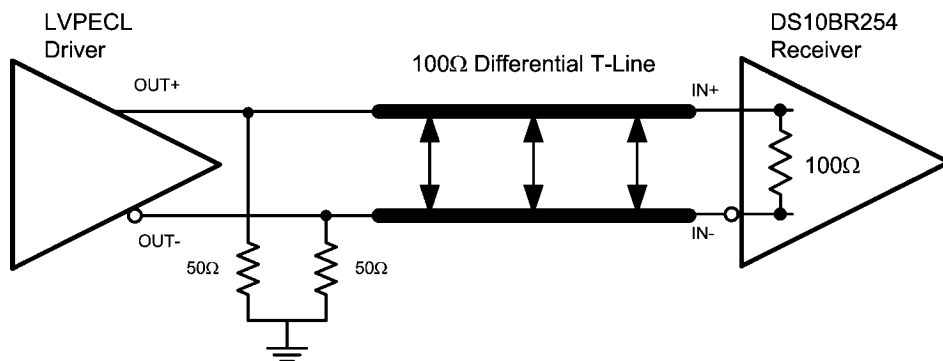 LVPECL
Driver
OUT+
100Ω Differential T-Line
IN+
DS10BR254
Receiver
100Ω
OUT-
IN-
50Ω
50Ω